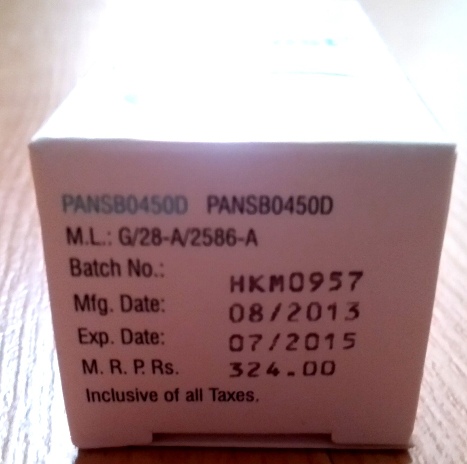 PANSB0450D PANSB0450D
M.L.: G/28-A/2586-A
Batch No.: HKM0957
Mfg. Date: 08/2013
Exp. Date: 07/2015
M. R. P. Rs. 324.00
Inclusive of all Taxes.